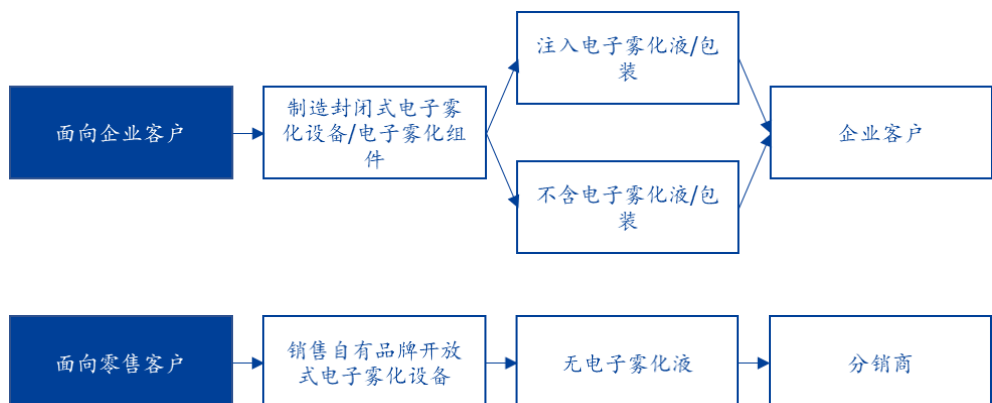 注入电子雾化液/包
装
面向企业客户
制造封闭式电子雾
化设备/电子雾化组
件
企业客户
不含电子雾化液/包
装
面向零售客户
销售自有品牌开放
式电子雾化设备
无电子雾化液
分销商